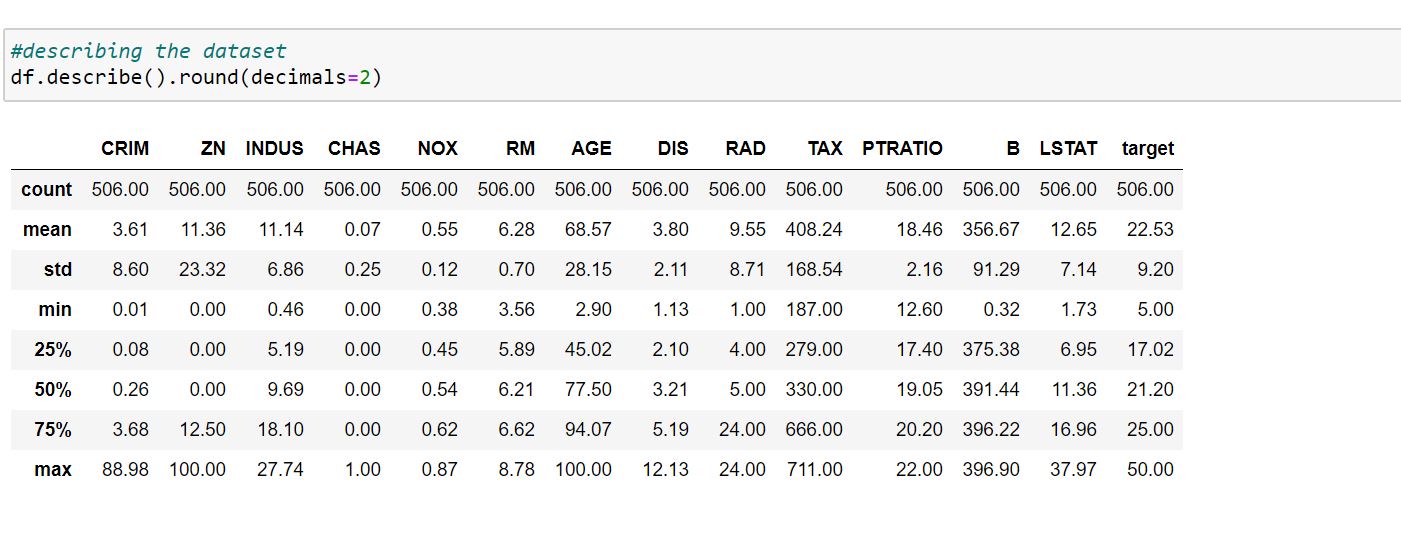 #describing the dataset
df.describe().round(decimals=2)
CRIM ZN INDUS CHAS NOX RM AGE DIS RAD TAX PTRATIO B LSTAT target
count 506.00 506.00 506.00 506.00 506.00 506.00 506.00 506.00 506.00 506.00 506.00 506.00 506.00 506.00
mean 3.61 11.36 11.14 0.07 0.55 6.28 68.57 3.80 9.55 408.24 18.46 356.67 12.65 22.53
std 8.60 23.32 6.86 0.25 0.12 0.70 28.15 2.11 8.71 168.54 2.16 91.29 7.14 9.20
min 0.01 0.00 0.46 0.00 0.38 3.56 2.90 1.13 1.00 187.00 12.60 0.32 1.73 5.00
25% 0.08 0.00 5.19 0.00 0.45 5.89 45.02 2.10 4.00 279.00 17.40 375.38 6.95 17.02
50% 0.26 0.00 9.69 0.00 0.54 6.21 77.50 3.21 5.00 330.00 19.05 391.44 11.36 21.20
75% 3.68 12.50 18.10 0.00 0.62 6.62 94.07 5.19 24.00 666.00 20.20 396.22 16.96 25.00
max 88.98 100.00 27.74 1.00 0.87 8.78 100.00 12.13 24.00 711.00 22.00 396.90 37.97 50.00